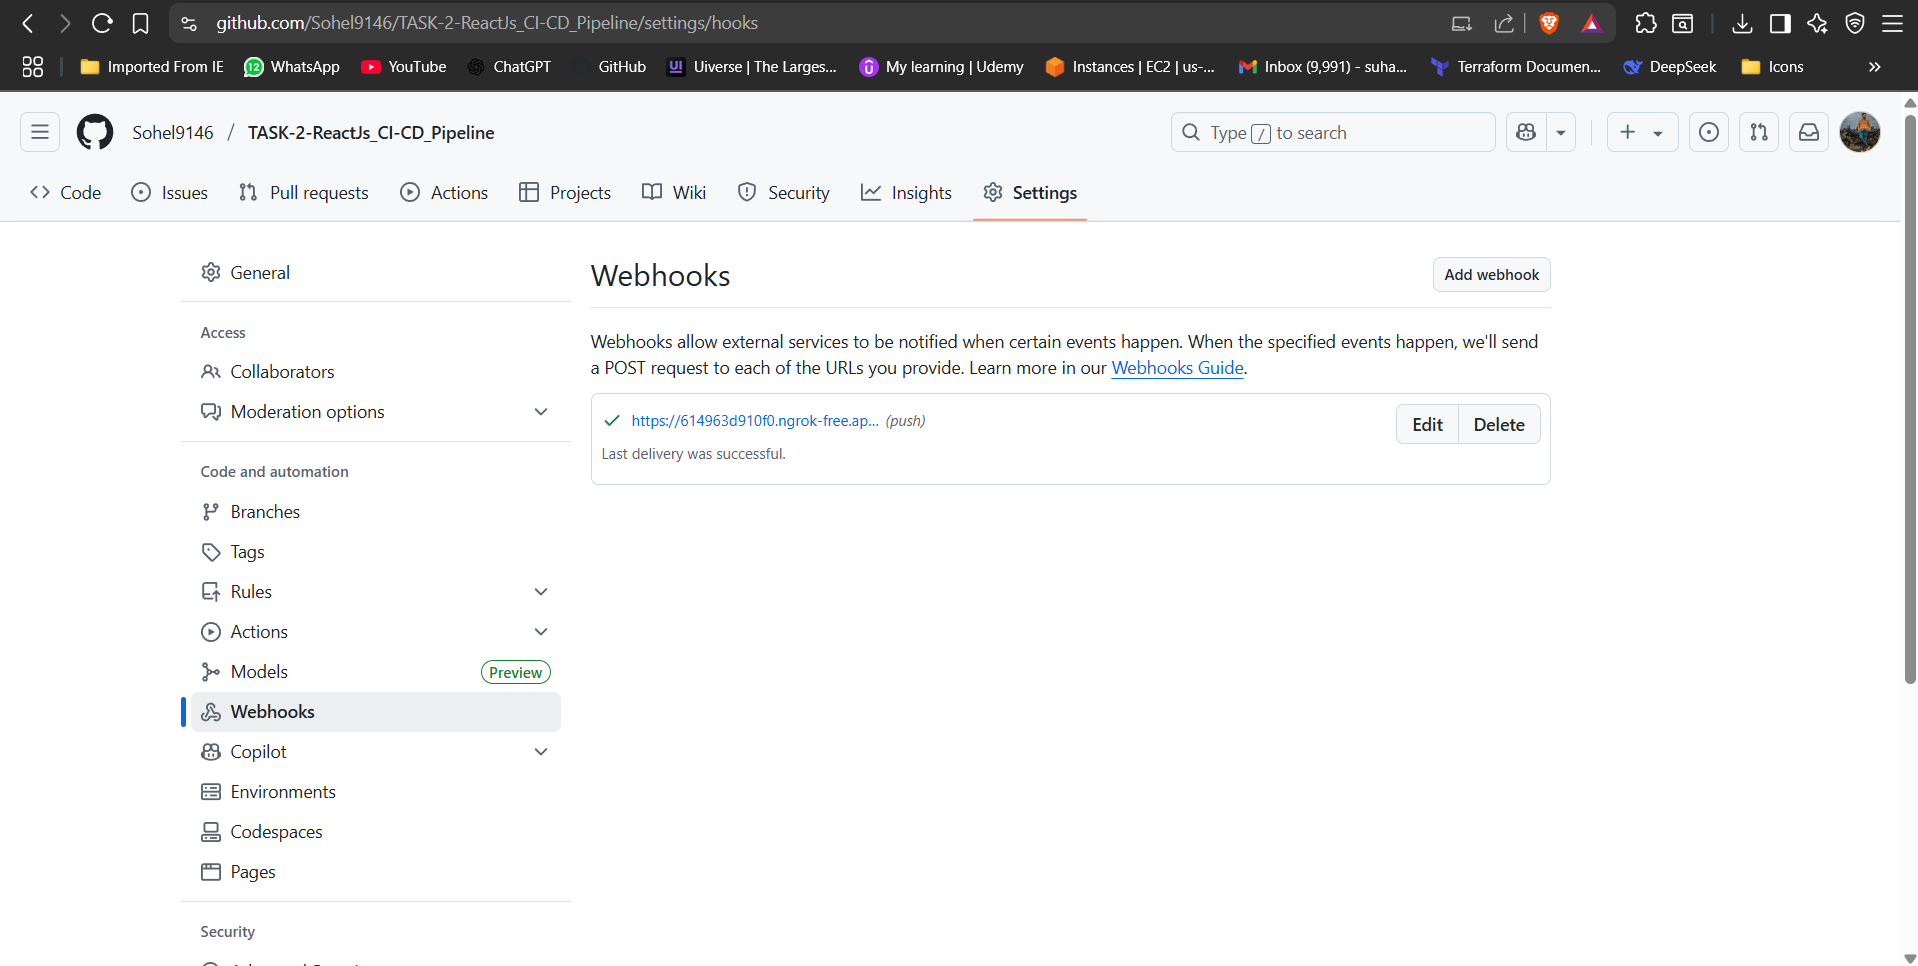 github.com/Sohel9146/TASK-2-ReactJs_CI-CD_Pipeline/settings/hooks
Imported From IE
12
WhatsApp
YouTube
ChatGPT
GitHub
UI
Uiverse | The Larges...
My learning | Udemy
Instances | EC2 | us-...
Inbox (9,991) - suha...
Terraform Documen...
DeepSeek
Icons
»
Sohel9146 / TASK-2-ReactJs_CI-CD_Pipeline
Type / to search
Code
Issues
Pull requests
Actions
Projects
Wiki
Security
Insights
Settings
General
Access
Collaborators
Moderation options
Code and automation
Branches
Tags
Rules
Actions
Models
Preview
Webhooks
Copilot
Environments
Codespaces
Pages
Security
Webhooks
Add webhook
Webhooks allow external services to be notified when certain events happen. When the specified events happen, we'll send
a POST request to each of the URLs you provide. Learn more in our Webhooks Guide.
https://614963d910f0.ngrok-free.ap... (push)
Edit
Delete
Last delivery was successful.